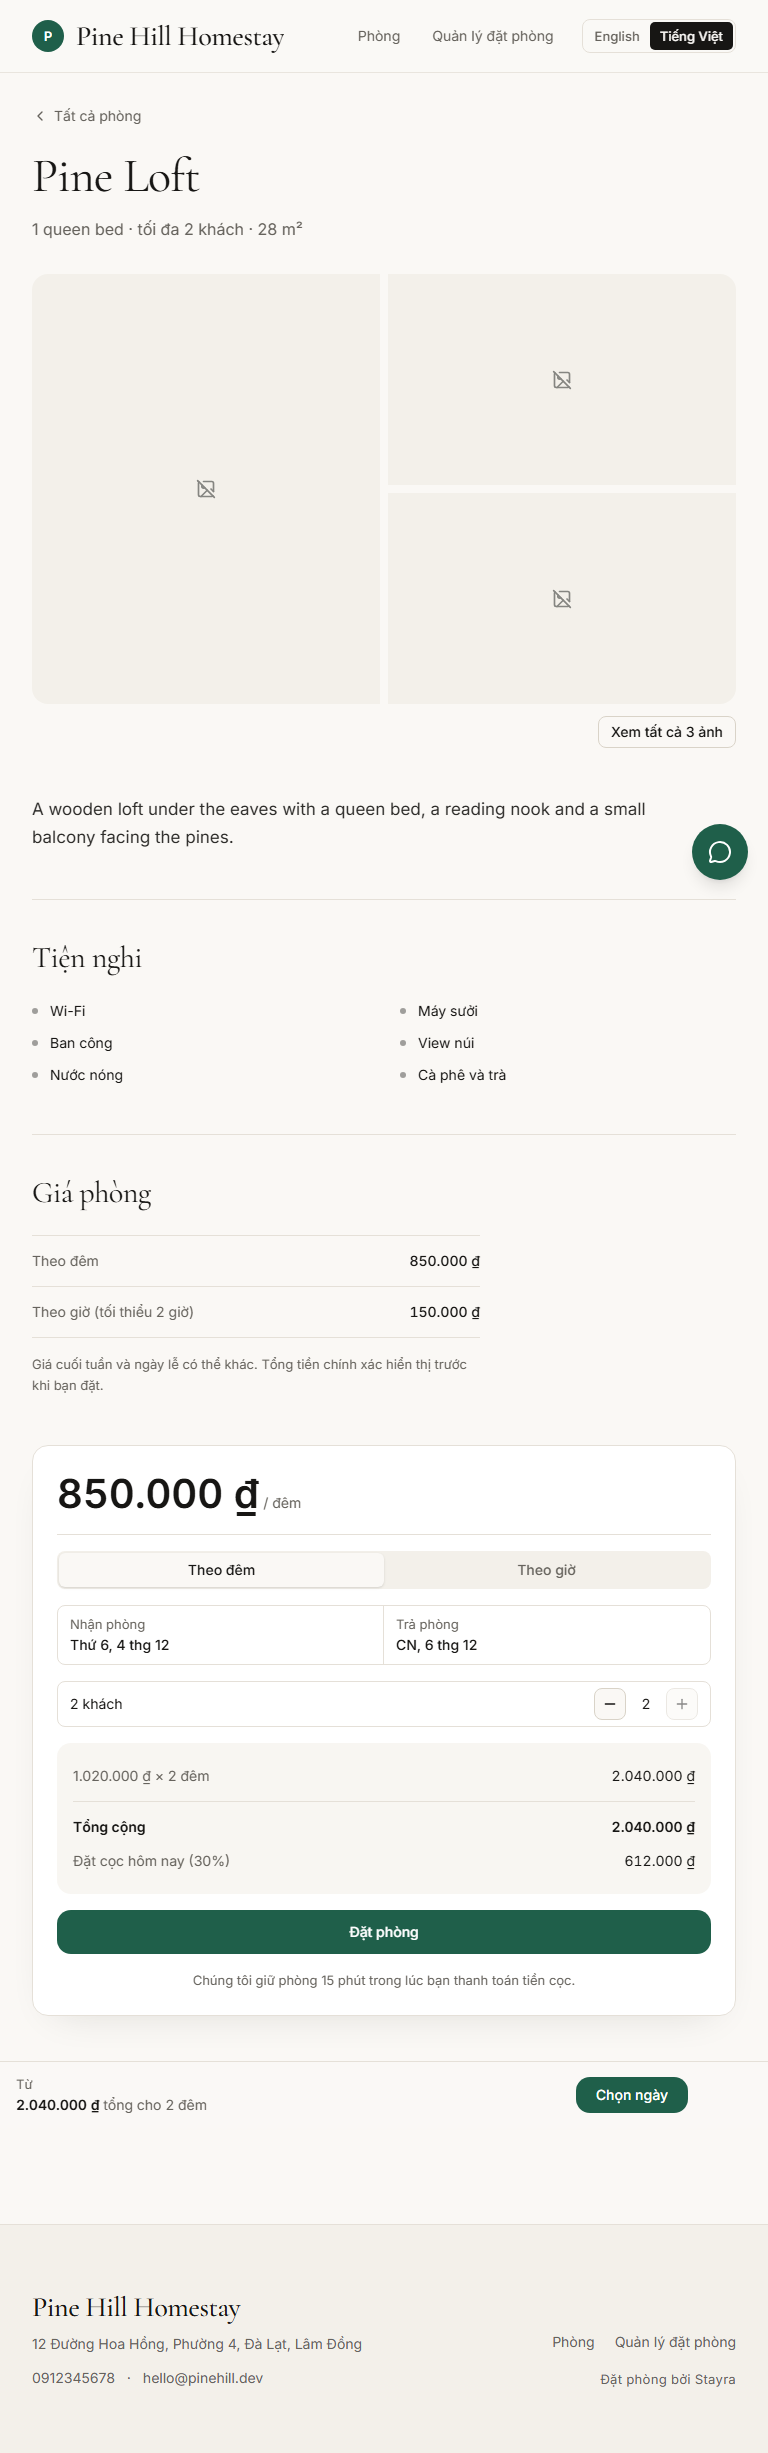 P
Pine Hill Homestay
Phòng
Quản lý đặt phòng
English
Tiếng Việt
Tất cả phòng
Pine Loft
1 queen bed · tối đa 2 khách · 28 m²
Xem tất cả 3 ảnh
A wooden loft under the eaves with a queen bed, a reading nook and a small
balcony facing the pines.
Tiện nghi
Wi-Fi
Máy sưởi
Ban công
View núi
Nước nóng
Cà phê và trà
Giá phòng
Theo đêm 850.000 ₫
Theo giờ (tối thiểu 2 giờ) 150.000 ₫
Giá cuối tuần và ngày lễ có thể khác. Tổng tiền chính xác hiển thị trước
khi bạn đặt.
850.000 ₫ / đêm
Theo đêm
Theo giờ
Nhận phòng
Thứ 6, 4 thg 12
Trả phòng
CN, 6 thg 12
2 khách
2
1.020.000 ₫ × 2 đêm 2.040.000 ₫
Tổng cộng 2.040.000 ₫
Đặt cọc hôm nay (30%) 612.000 ₫
Đặt phòng
Chúng tôi giữ phòng 15 phút trong lúc bạn thanh toán tiền cọc.
Từ
2.040.000 ₫ tổng cho 2 đêm
Chọn ngày
Pine Hill Homestay
12 Đường Hoa Hồng, Phường 4, Đà Lạt, Lâm Đồng
0912345678 · hello@pinehill.dev
Phòng
Quản lý đặt phòng
Đặt phòng bởi Stayra